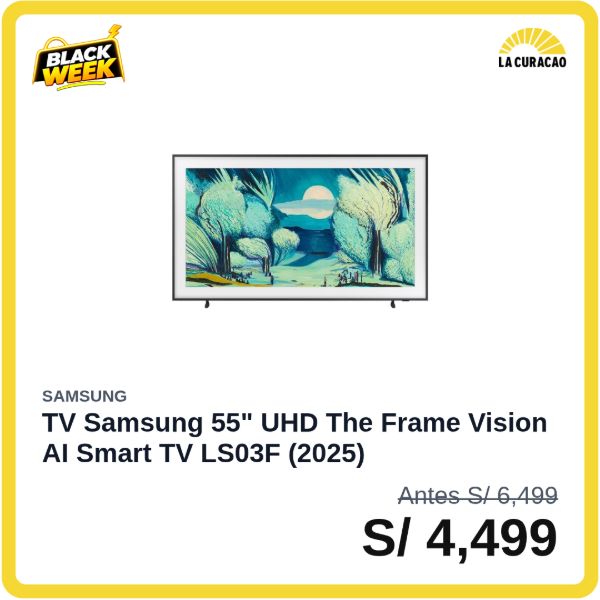 BLACK
WEEK
LA CURACAO
SAMSUNG
TV Samsung 55" UHD The Frame Vision
AI Smart TV LS03F (2025)
Antes S/ 6,499
S/ 4,499